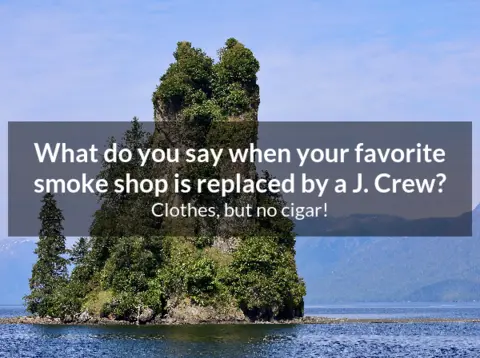 What do you say when your favorite
smoke shop is replaced by a J. Crew?
Clothes, but no cigar!